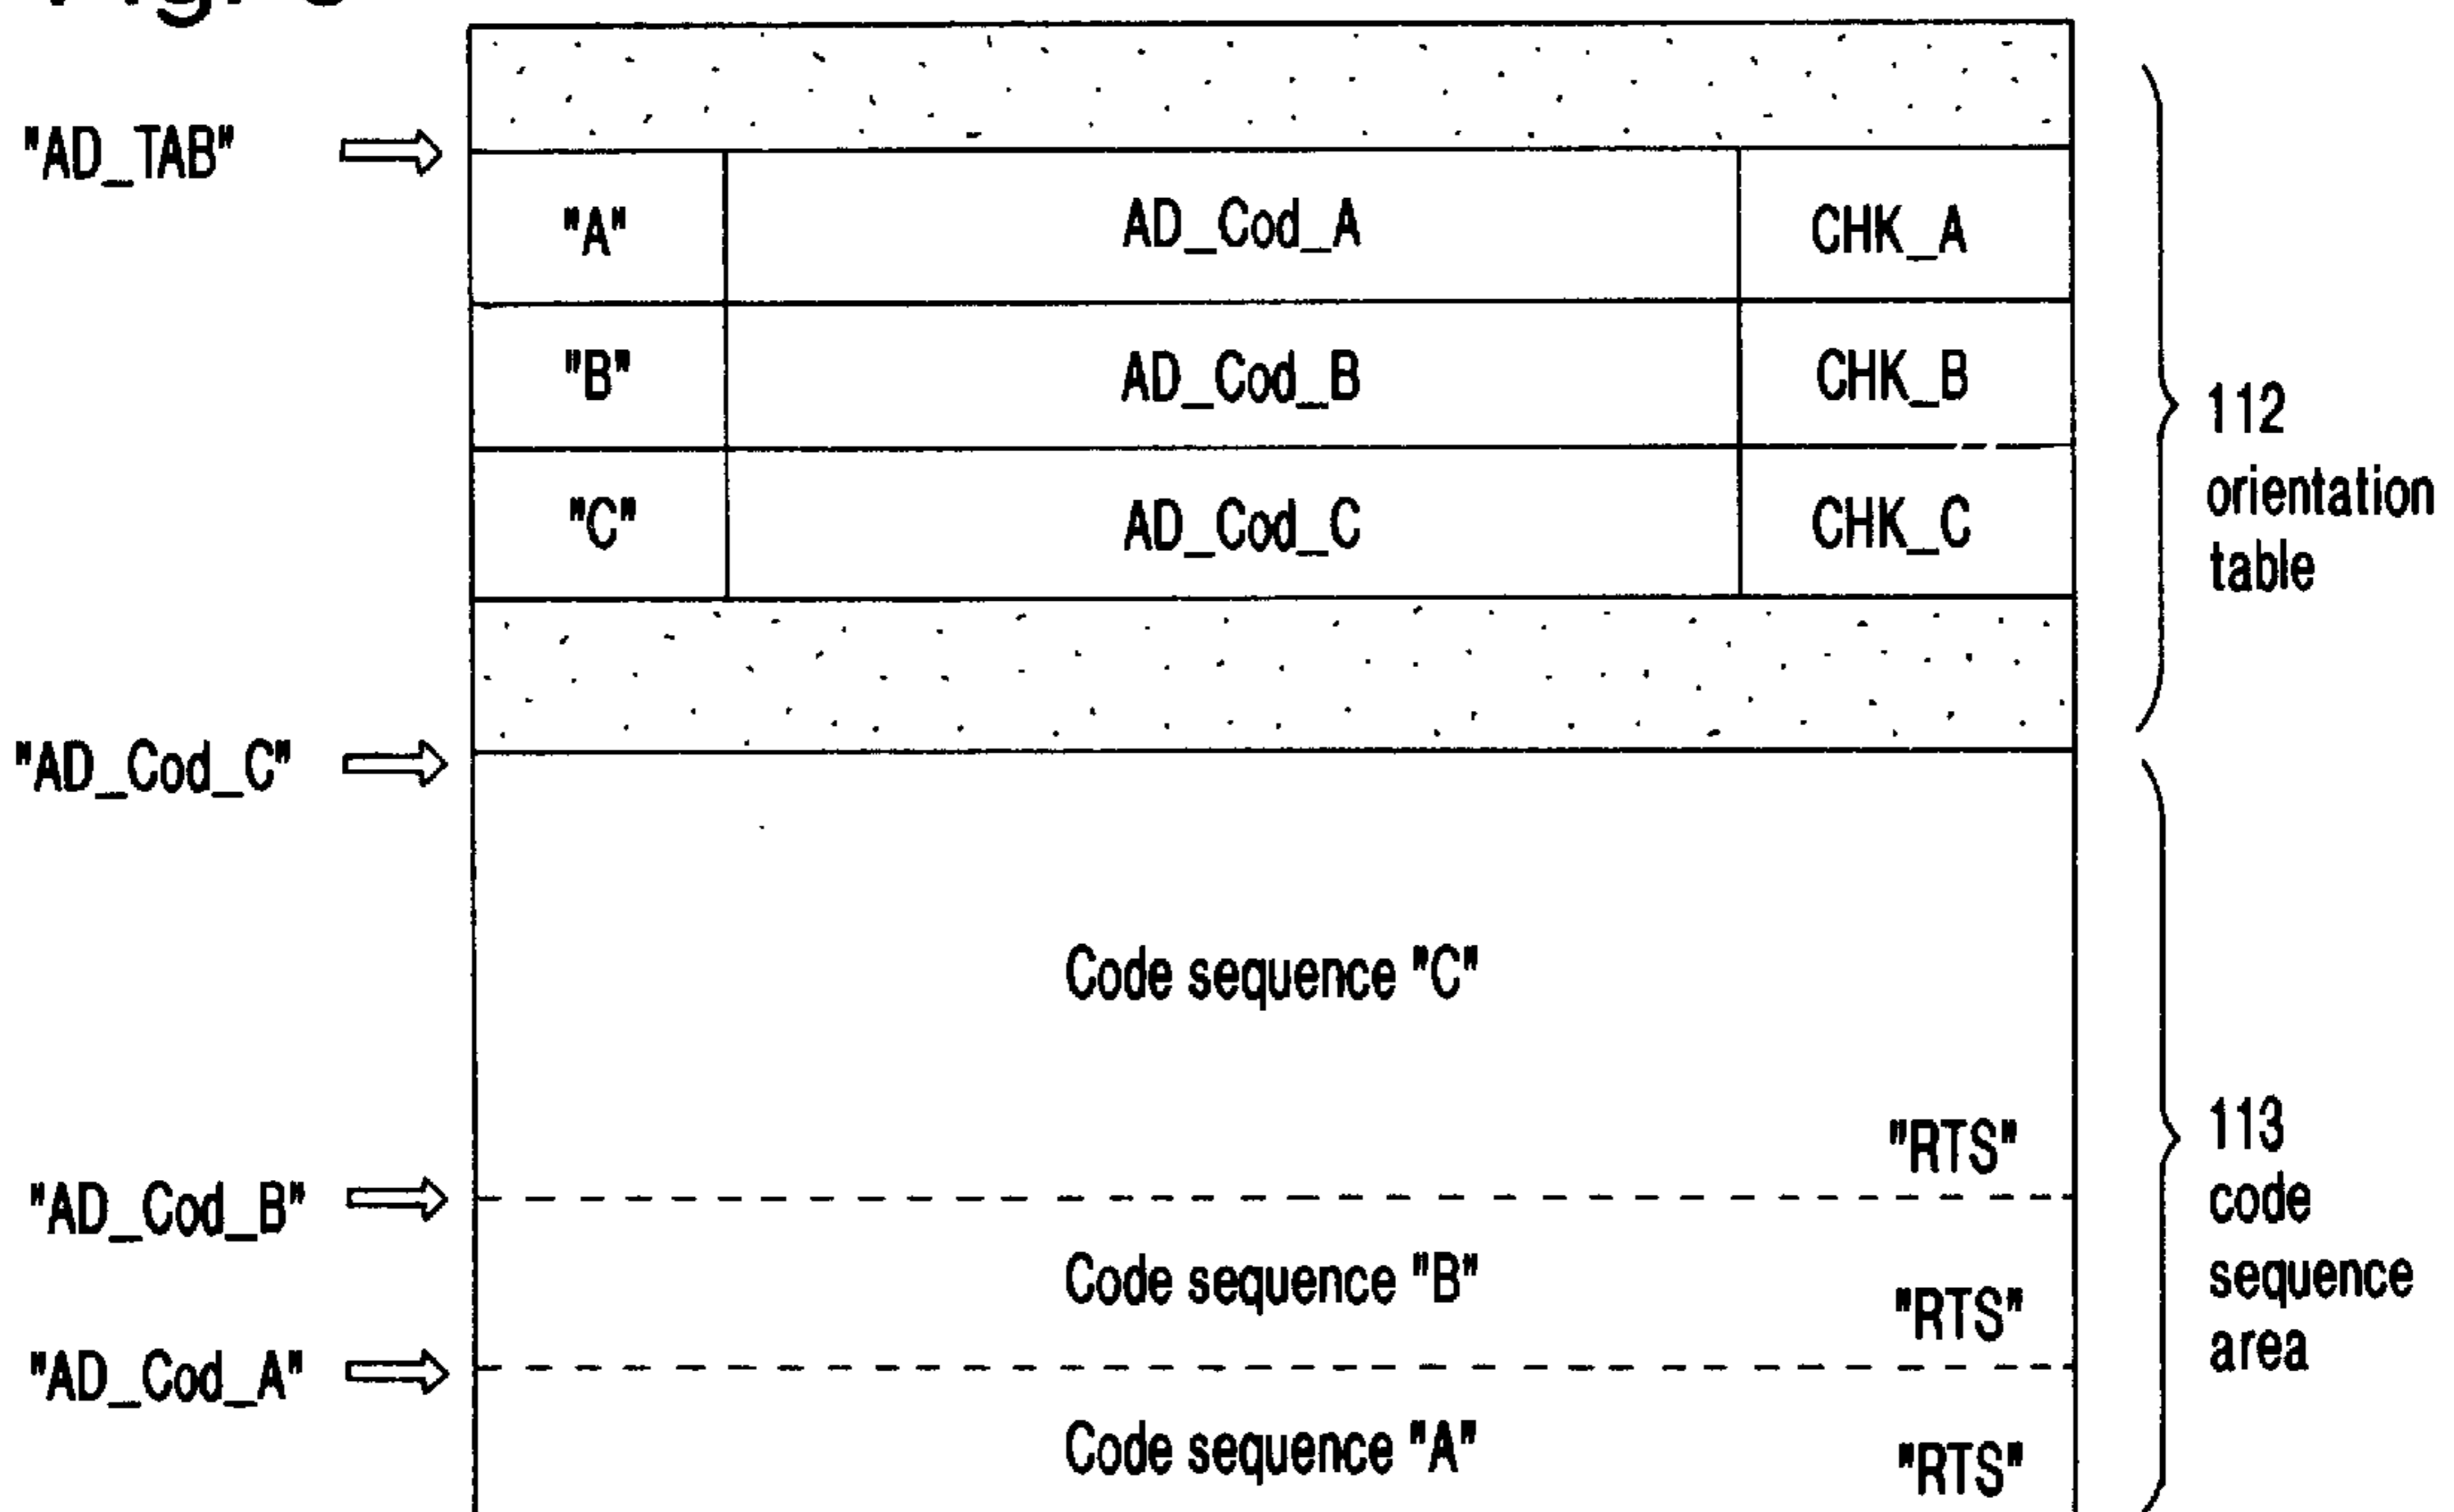 "AD_TAB"
"A" AD_Cod_A CHK_A
"B" AD_Cod_B CHK_B
"C" AD_Cod_C CHK_C
112
orientation
table
"AD_Cod_C"
Code sequence "C"
"RTS"
"AD_Cod_B"
Code sequence "B"
"RTS"
"AD_Cod_A"
Code sequence "A"
"RTS"
113
code
sequence
area